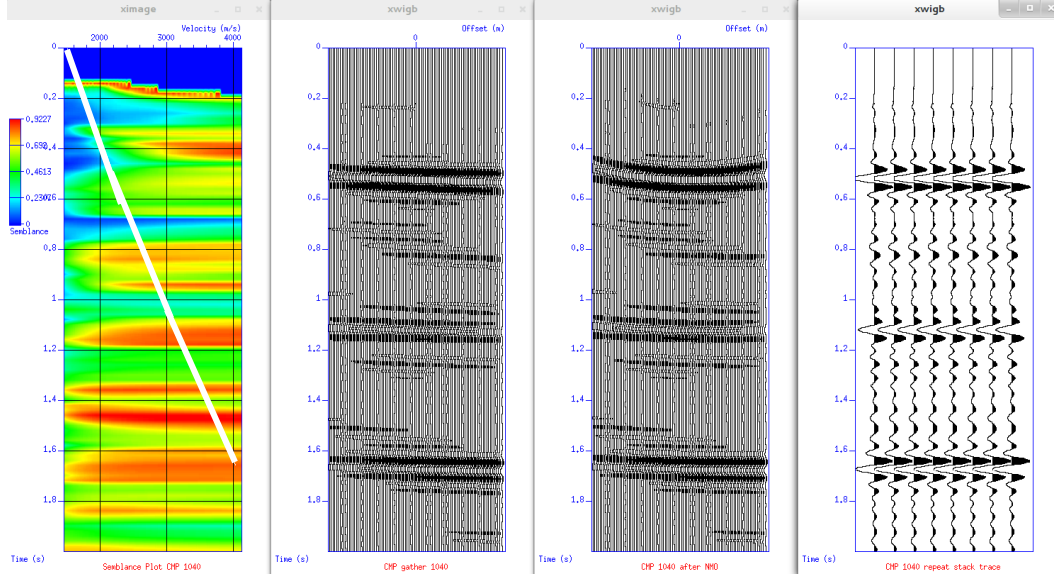 ximage
Velocity (m/s)
2000 3000 4000
0
0.2
0.4
0.6
0.8
1
1.2
1.4
1.6
1.8
0.9227
0.4613
0
Semblance
Time (s)
Semblance Plot CMP 1040
xwigb
Offset (m)
0
0
0.2
0.4
0.6
0.8
1
1.2
1.4
1.6
1.8
Time (s)
CMP gather 1040
xwigb
Offset (m)
0
0
0.2
0.4
0.6
0.8
1
1.2
1.4
1.6
1.8
Time (s)
CMP 1040 after NMO
xwigb
0
0.2
0.4
0.6
0.8
1
1.2
1.4
1.6
1.8
Time (s)
CMP 1040 repeat stack trace